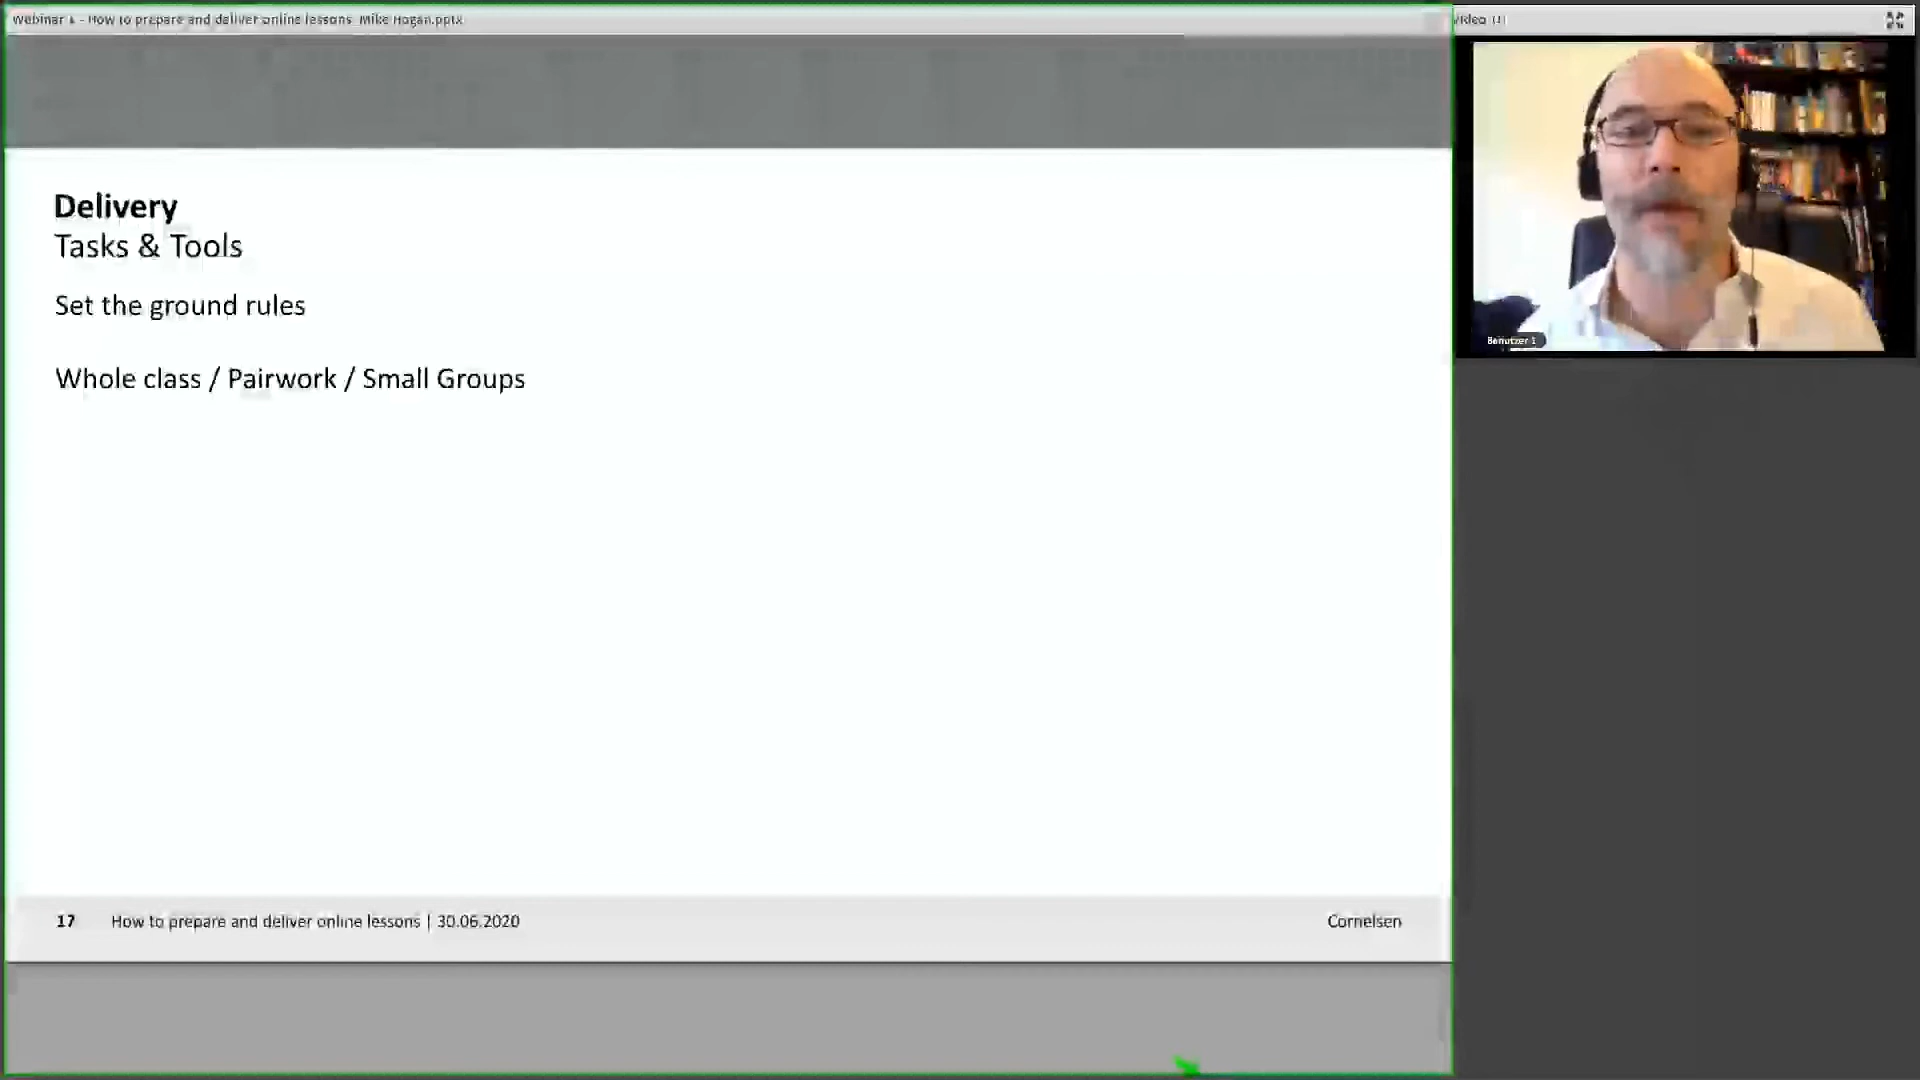 Webinar 1 - How to prepare and deliver online lessons_Mike Hogan.pptx
Video (1)
Delivery
Tasks & Tools
Set the ground rules
Whole class / Pairwork / Small Groups
17 How to prepare and deliver online lessons | 30.06.2020 Cornelsen
Benutzer 1